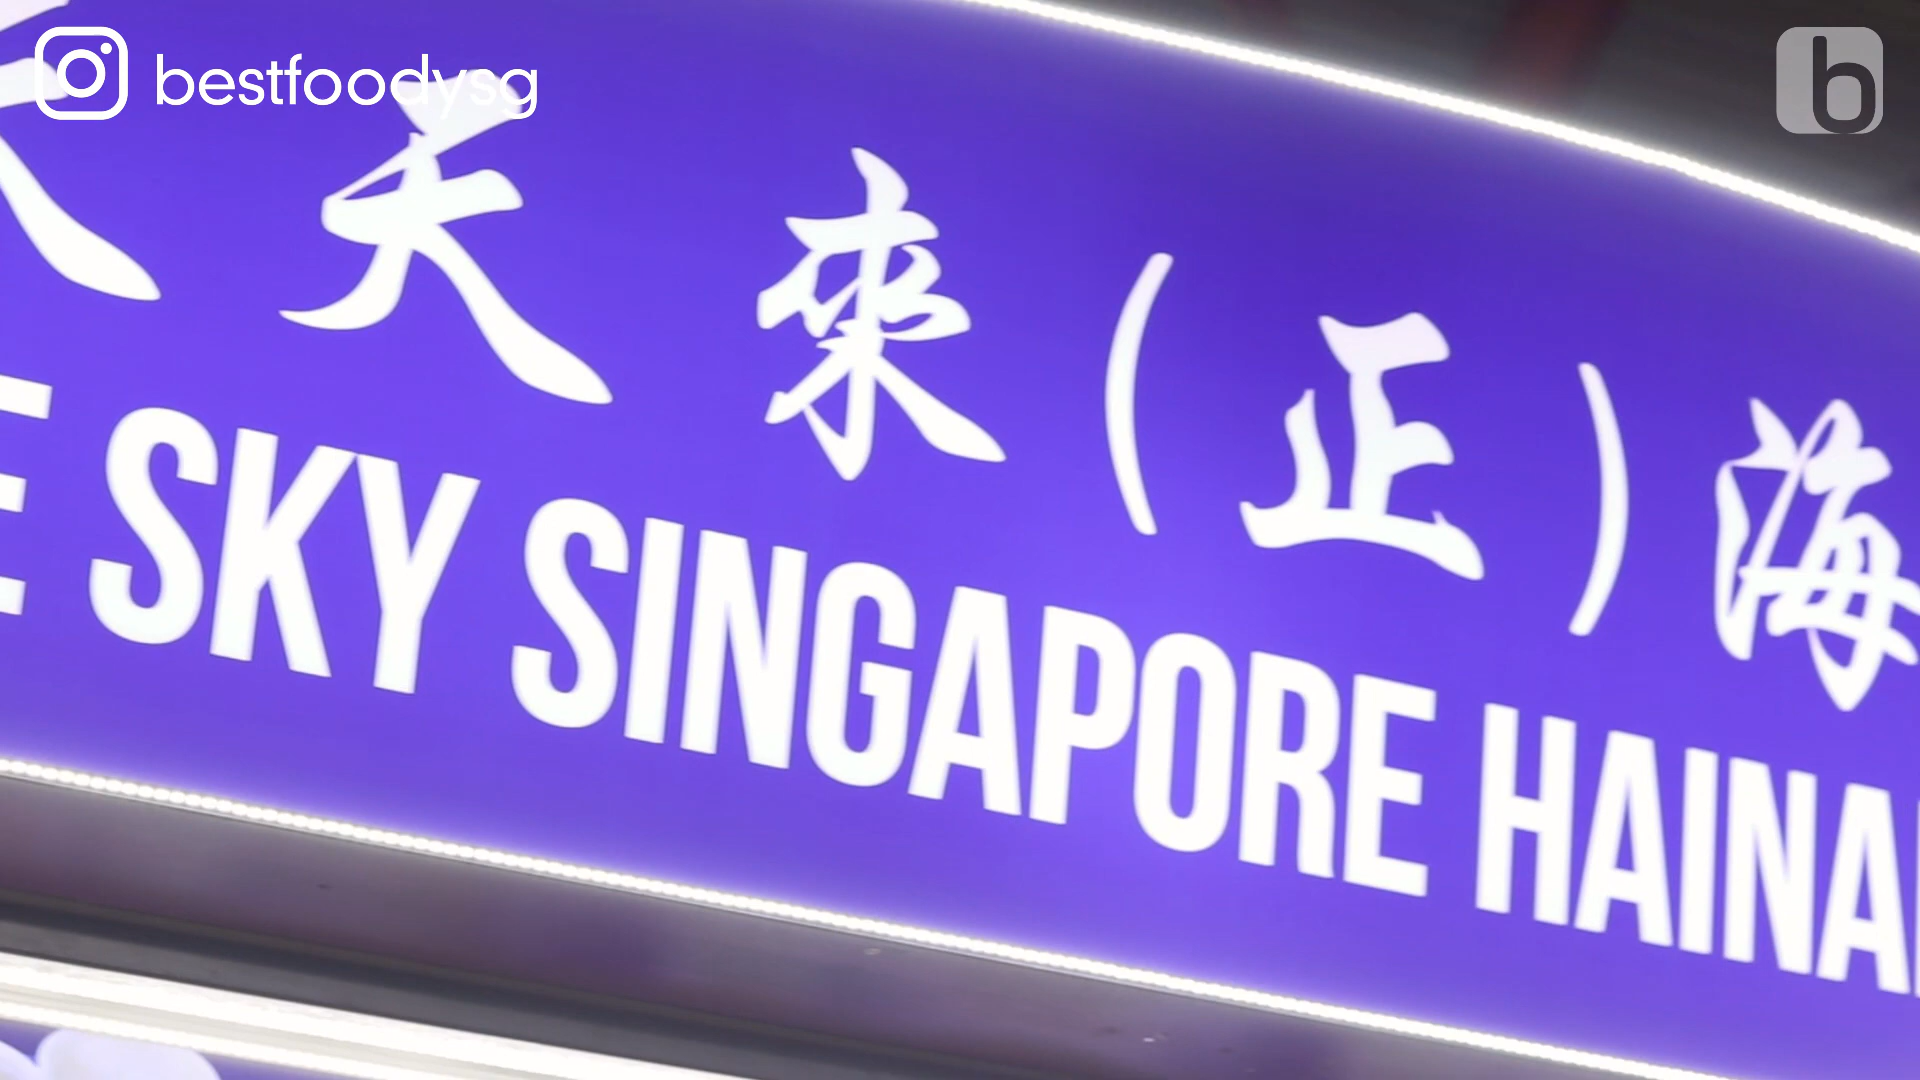 bestfoodysg
b
天來(正)海
E SKY SINGAPORE HAINA